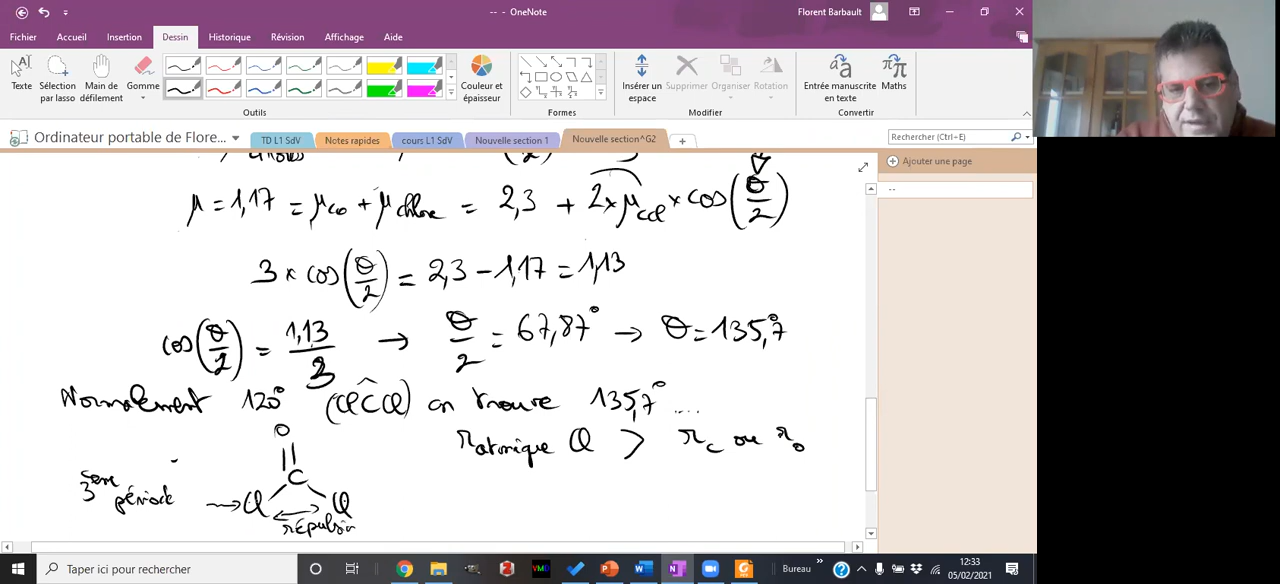 -- - OneNote
Florent Barbault
Fichier Accueil Insertion Dessin Historique Révision Affichage Aide
Texte Sélection par lasso Main de défilement Gomme Couleur et épaisseur Insérer un espace Supprimer Organiser Rotation Entrée manuscrite en texte Maths
Outils Formes Modifier Convertir
Ordinateur portable de Flore... TD L1 SdV Notes rapides cours L1 SdV Nouvelle section 1 Nouvelle section^G2 Rechercher (Ctrl+E)
Ajouter une page
--
μ = 1,17 = μco + μchlore = 2,3 + 2×μccl × cos(θ/2)
3 × cos(θ/2) = 2,3 - 1,17 = 1,13
cos(θ/2) = 1,13/3 → θ/2 = 67,87° → θ = 135,7°
Normalement 120° (ClCCl) on trouve 135,7° ....
ratomique Cl > rc ou ro
O
C
3ème période → Cl Cl
répulsion
Taper ici pour rechercher
Bureau
12:33
05/02/2021